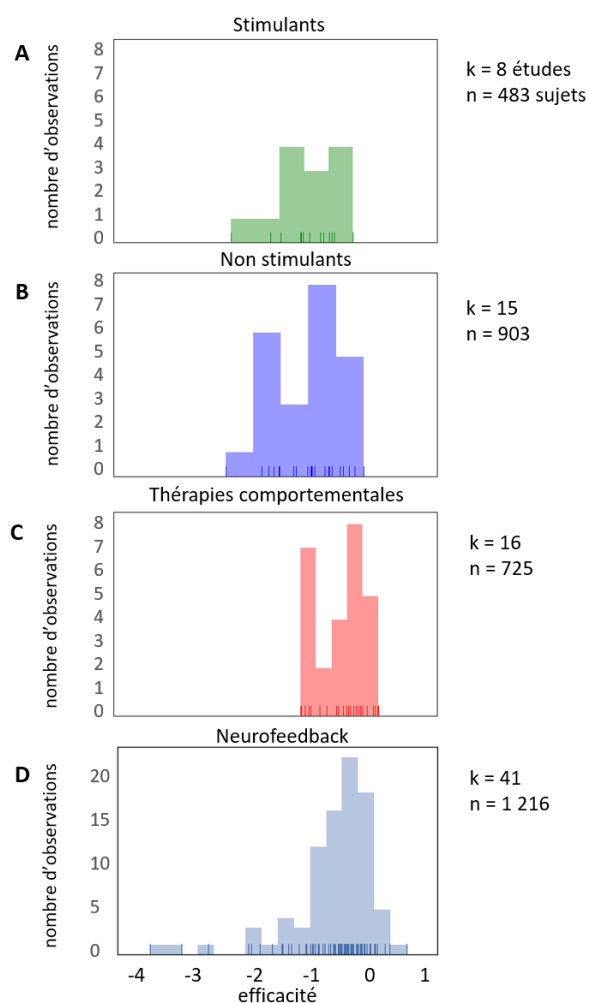 Stimulants
A
nombre d'observations
8
7
6
5
4
3
2
1
0
k = 8 études
n = 483 sujets
Non stimulants
B
nombre d'observations
8
7
6
5
4
3
2
1
0
k = 15
n = 903
Thérapies comportementales
C
nombre d'observations
8
7
6
5
4
3
2
1
0
k = 16
n = 725
Neurofeedback
D
nombre d'observations
20
15
10
5
0
k = 41
n = 1 216
-4 -3 -2 -1 0 1
efficacité